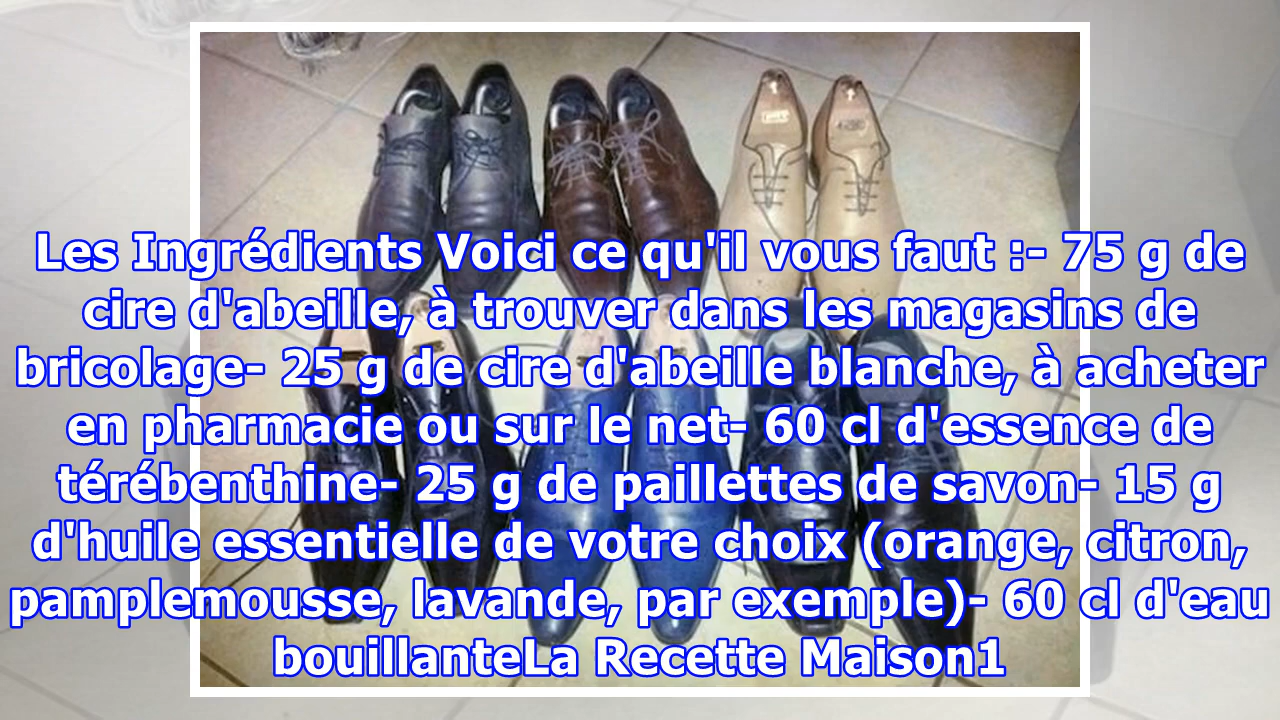 Les Ingrédients Voici ce qu'il vous faut :- 75 g de
cire d'abeille, à trouver dans les magasins de
bricolage- 25 g de cire d'abeille blanche, à acheter
en pharmacie ou sur le net- 60 cl d'essence de
térébenthine- 25 g de paillettes de savon- 15 g
d'huile essentielle de votre choix (orange, citron,
pamplemousse, lavande, par exemple)- 60 cl d'eau
bouillanteLa Recette Maison1